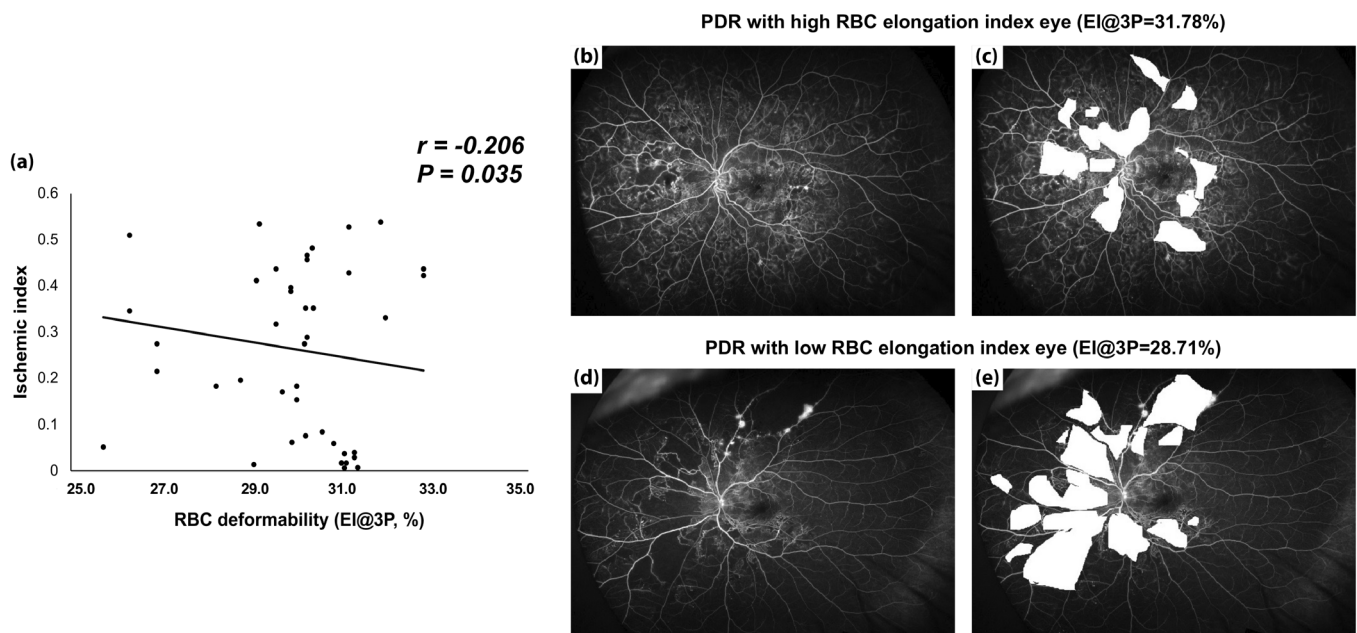 PDR with high RBC elongation index eye (EI@3P=31.78%)
(b)
(c)
(a)
r = -0.206
P = 0.035
0.6
0.5
0.4
0.3
0.2
0.1
0
Ischemic index
25.0 27.0 29.0 31.0 33.0 35.0
RBC deformability (EI@3P, %)
PDR with low RBC elongation index eye (EI@3P=28.71%)
(d)
(e)